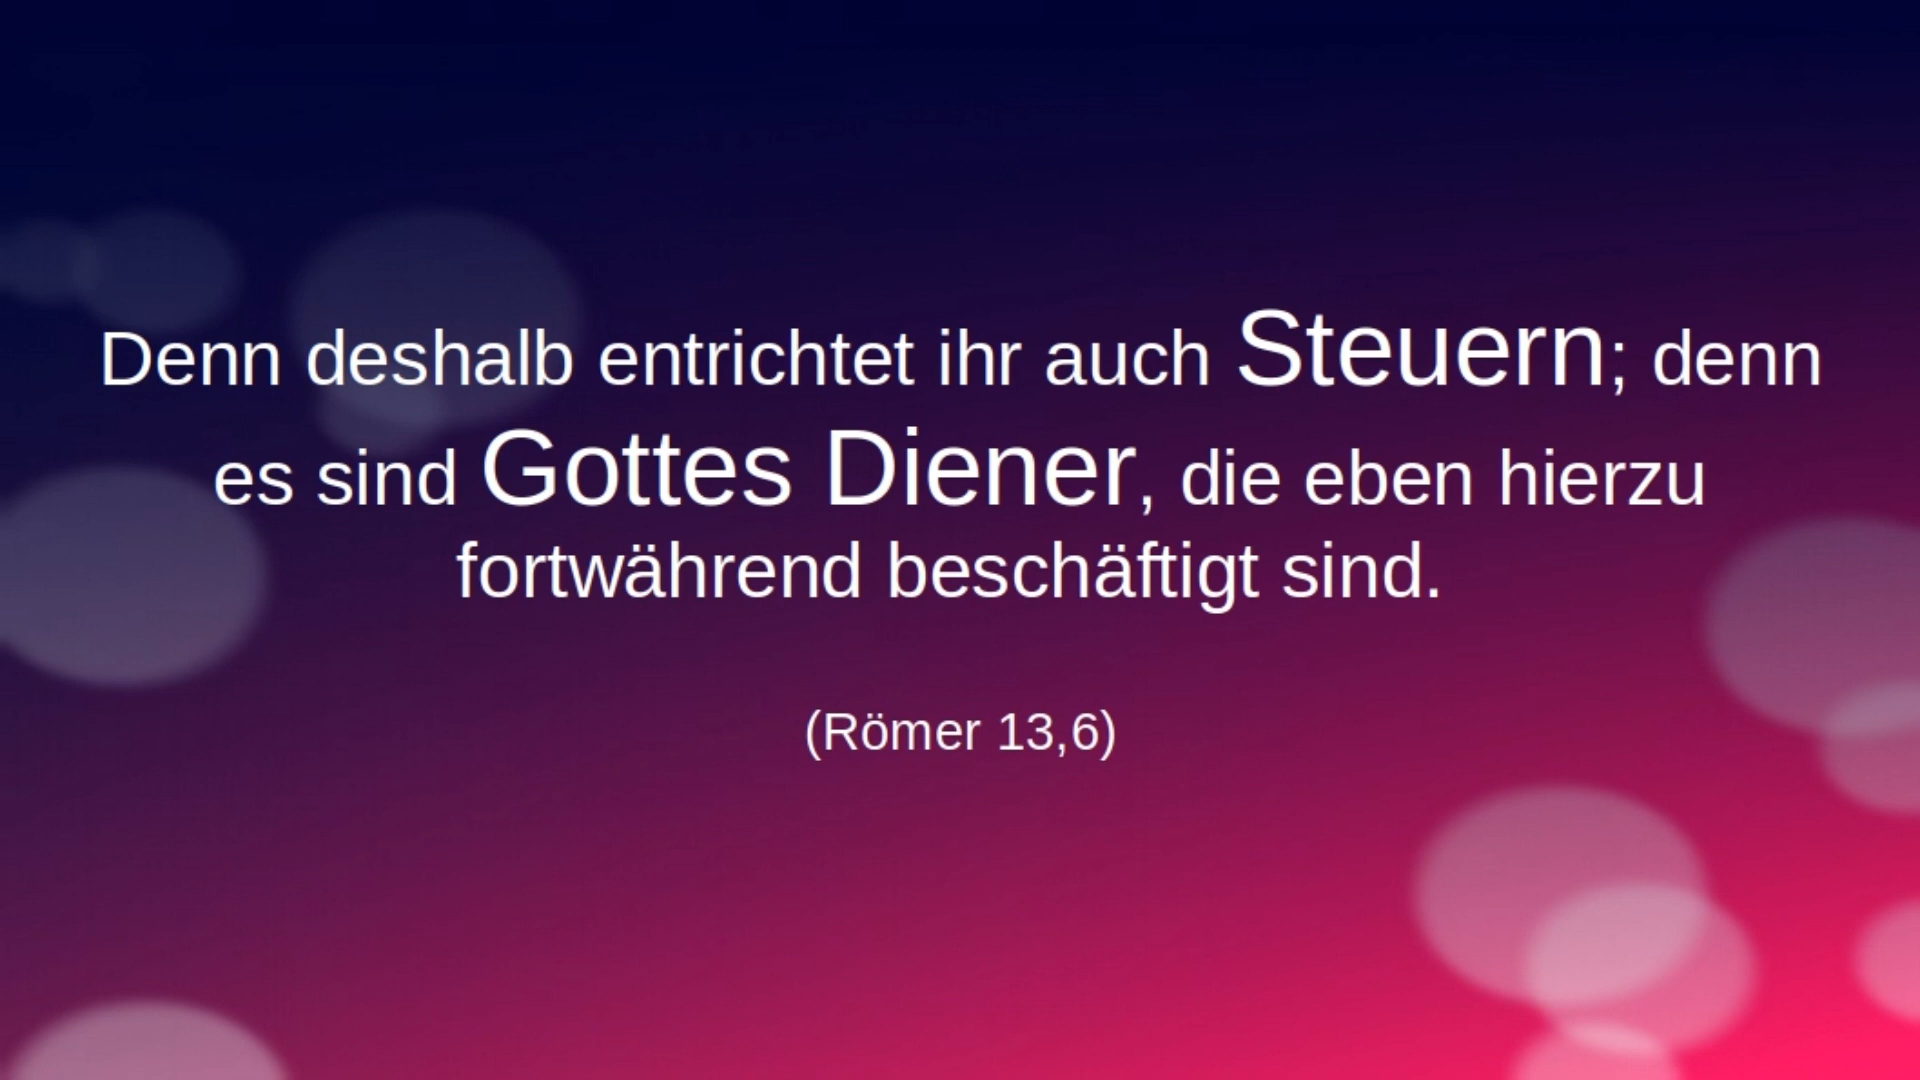 Denn deshalb entrichtet ihr auch Steuern; denn
es sind Gottes Diener, die eben hierzu
fortwährend beschäftigt sind.
(Römer 13,6)